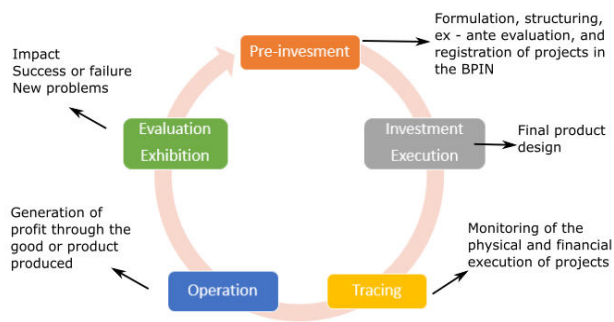 Pre-invesment
Formulation, structuring,
ex - ante evaluation, and
registration of projects in
the BPIN
Investment
Execution
Final product
design
Tracing
Monitoring of the
physical and financial
execution of projects
Operation
Generation of
profit through the
good or product
produced
Evaluation
Exhibition
Impact
Success or failure
New problems